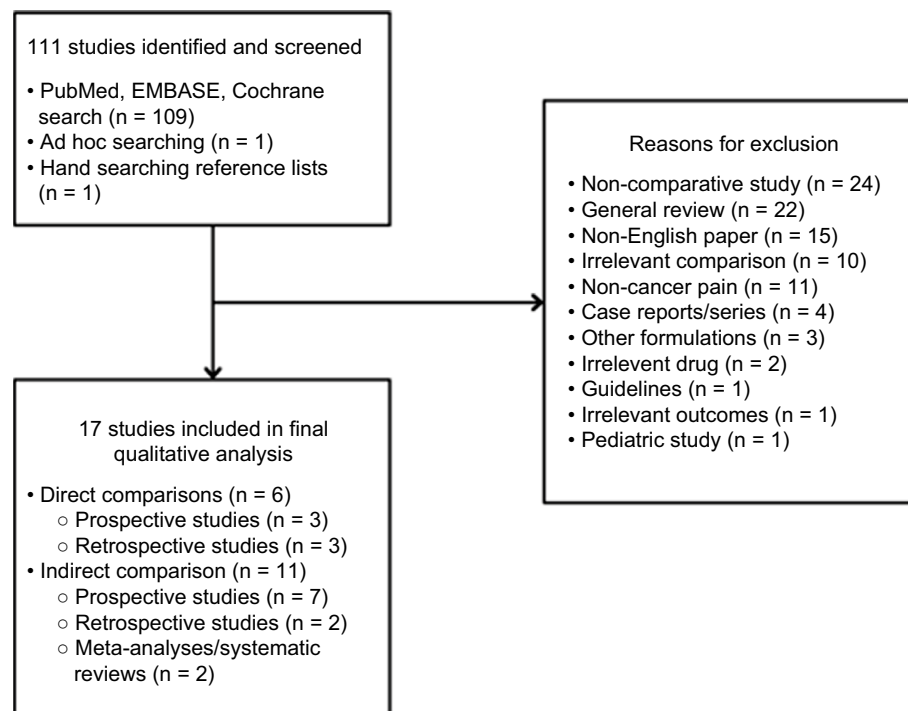 111 studies identified and screened
• PubMed, EMBASE, Cochrane
search (n = 109)
• Ad hoc searching (n = 1)
• Hand searching reference lists
(n = 1)
Reasons for exclusion
• Non-comparative study (n = 24)
• General review (n = 22)
• Non-English paper (n = 15)
• Irrelevant comparison (n = 10)
• Non-cancer pain (n = 11)
• Case reports/series (n = 4)
• Other formulations (n = 3)
• Irrelevent drug (n = 2)
• Guidelines (n = 1)
• Irrelevant outcomes (n = 1)
• Pediatric study (n = 1)
17 studies included in final
qualitative analysis
• Direct comparisons (n = 6)
○ Prospective studies (n = 3)
○ Retrospective studies (n = 3)
• Indirect comparison (n = 11)
○ Prospective studies (n = 7)
○ Retrospective studies (n = 2)
○ Meta-analyses/systematic
reviews (n = 2)